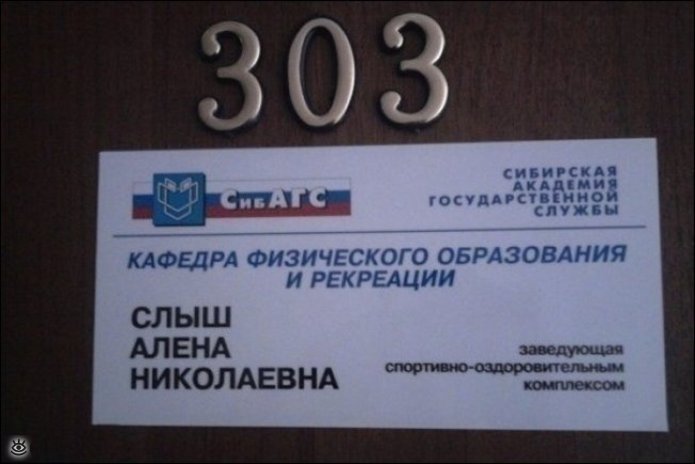 303
СибАГС
СИБИРСКАЯ
АКАДЕМИЯ
ГОСУДАРСТВЕННОЙ
СЛУЖБЫ
КАФЕДРА ФИЗИЧЕСКОГО ОБРАЗОВАНИЯ
И РЕКРЕАЦИИ
СЛЫШ
АЛЕНА
НИКОЛАЕВНА
заведующая
спортивно-оздоровительным
комплексом